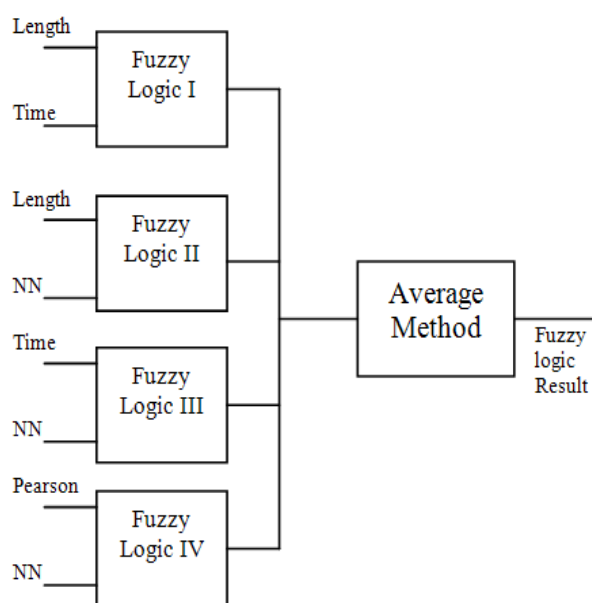 Length
Fuzzy
Logic I
Time
Length
Fuzzy
Logic II
NN
Time
Fuzzy
Logic III
NN
Pearson
Fuzzy
Logic IV
NN
Average
Method
Fuzzy
logic
Result